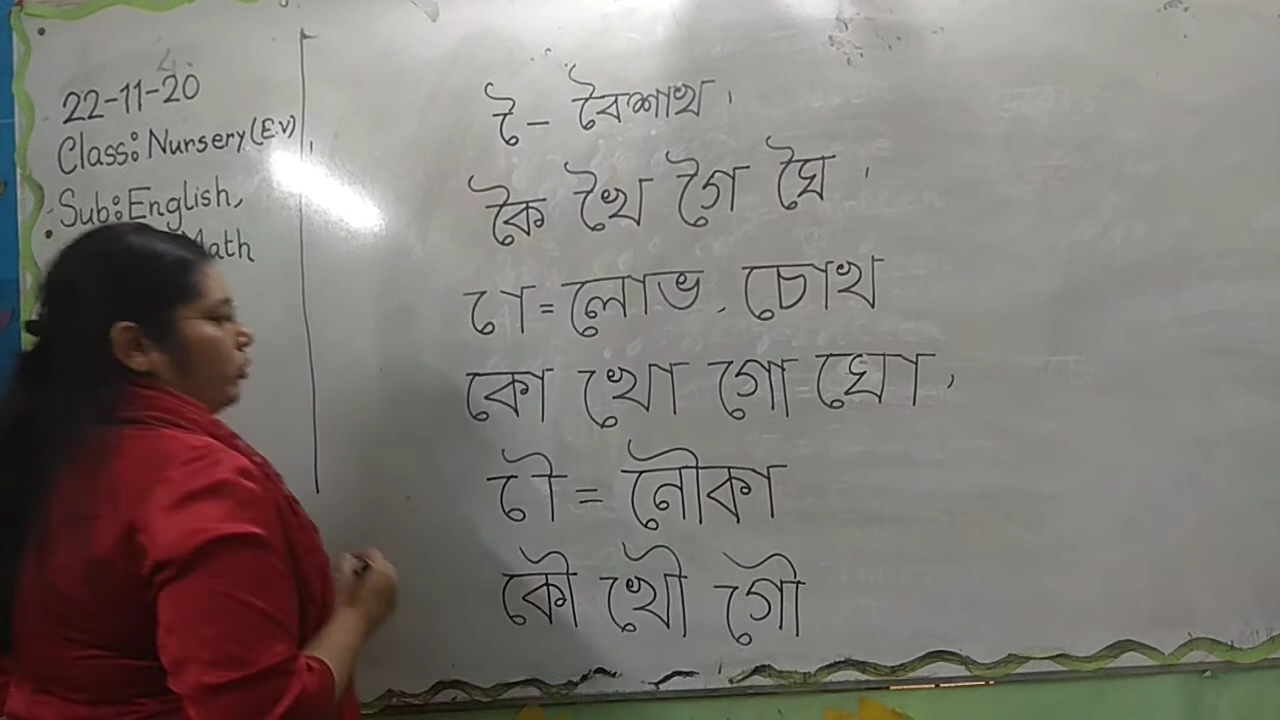 22-11-20
Class: Nursery (E.V)
Sub: English,
Math
ৈ - বৈশাখ.
কৈ খৈ গৈ ঘৈ.
ো = লোভ, চোখ
কো খো গো ঘো,
ৌ = নৌকা
কৌ খৌ গৌ